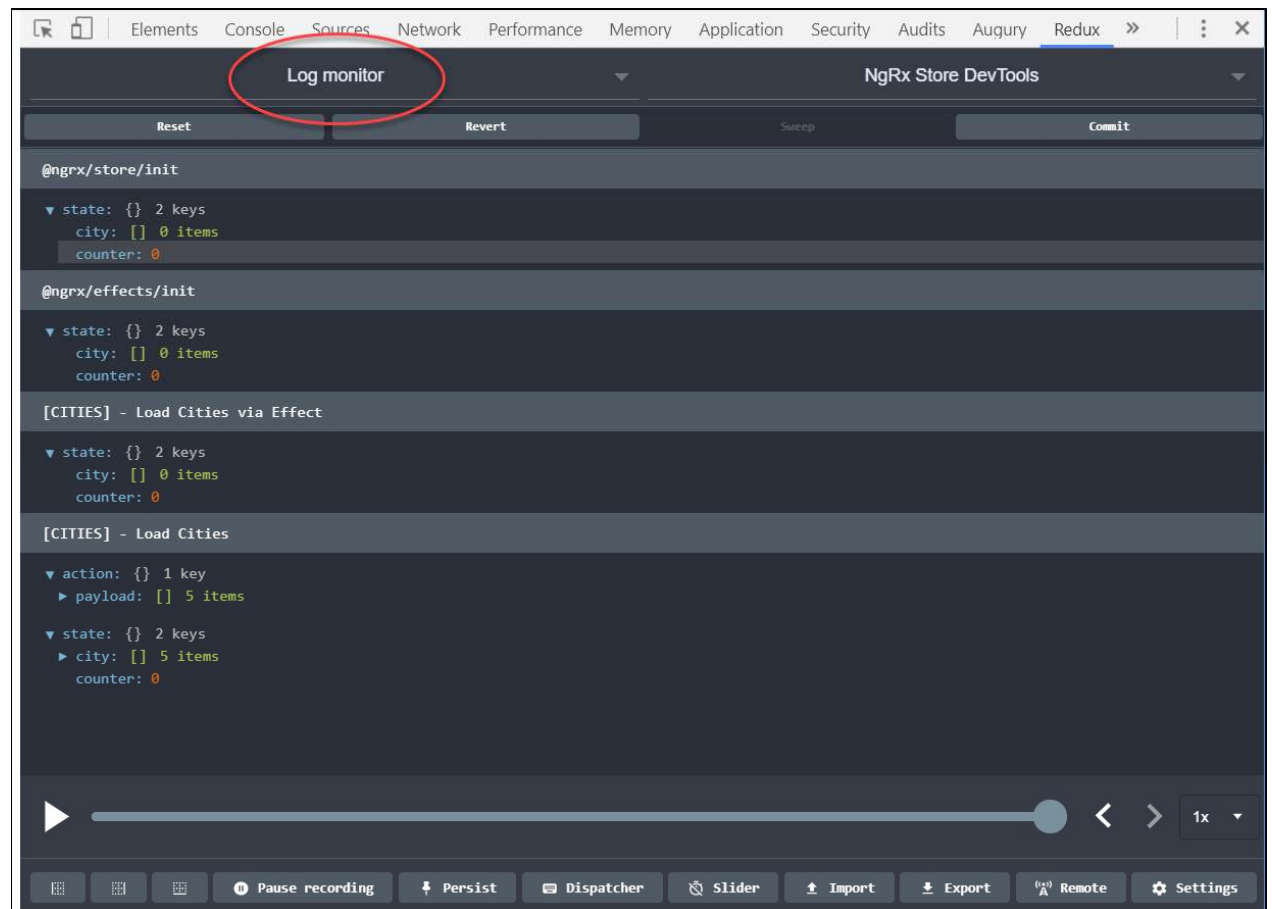 Elements Console Sources Network Performance Memory Application Security Audits Augury Redux »
Log monitor NgRx Store DevTools
Reset Revert Sweep Commit
@ngrx/store/init
▼ state: {} 2 keys
city: [] 0 items
counter: 0
@ngrx/effects/init
▼ state: {} 2 keys
city: [] 0 items
counter: 0
[CITIES] - Load Cities via Effect
▼ state: {} 2 keys
city: [] 0 items
counter: 0
[CITIES] - Load Cities
▼ action: {} 1 key
▶ payload: [] 5 items
▼ state: {} 2 keys
▶ city: [] 5 items
counter: 0
1x
Pause recording Persist Dispatcher Slider Import Export Remote Settings